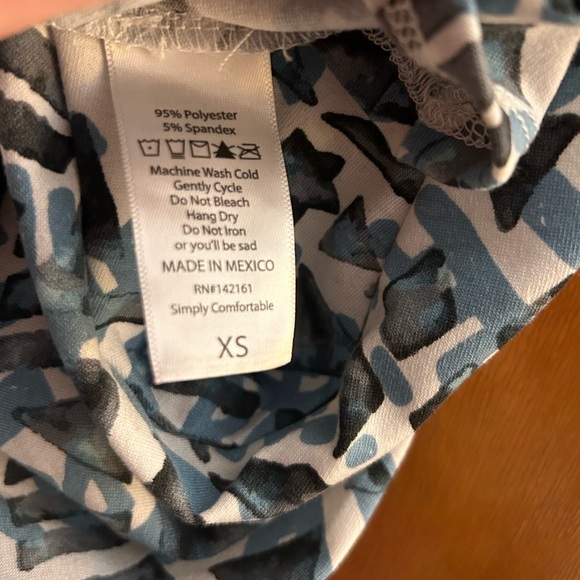 95% Polyester
5% Spandex
Machine Wash Cold
Gently Cycle
Do Not Bleach
Hang Dry
Do Not Iron
or you'll be sad
MADE IN MEXICO
RN#142161
Simply Comfortable
XS